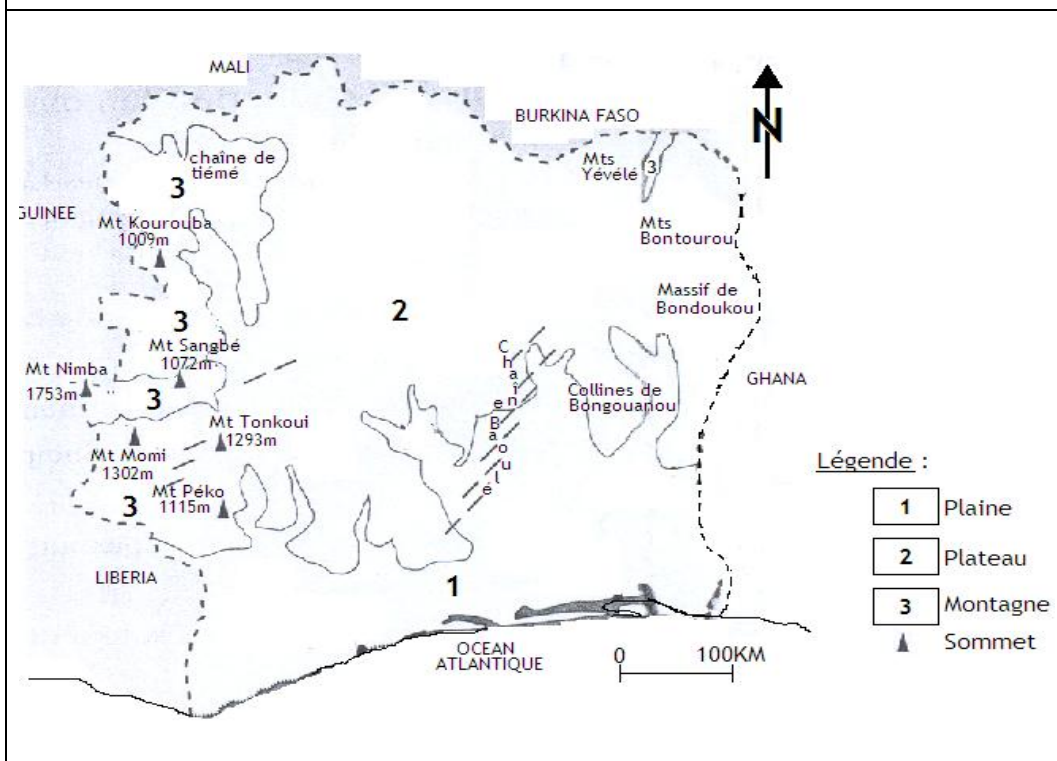 MALI
BURKINA FASO
N
chaîne de
tiémé
Mts
Yévélé
3
3
GUINEE
Mt Kourouba
1009m
Mts
Bontourou
Massif de
Bondoukou
2
3
Mt Sangbé
1072m
Mt Nimba
1753m
3
GHANA
Chaîne Baoulé
Collines de
Bongouanou
Mt Tonkoui
1293m
Mt Momi
1302m
Mt Péko
1115m
3
LIBERIA
1
OCEAN
ATLANTIQUE
0 100KM
Légende :
1 Plaine
2 Plateau
3 Montagne
Sommet